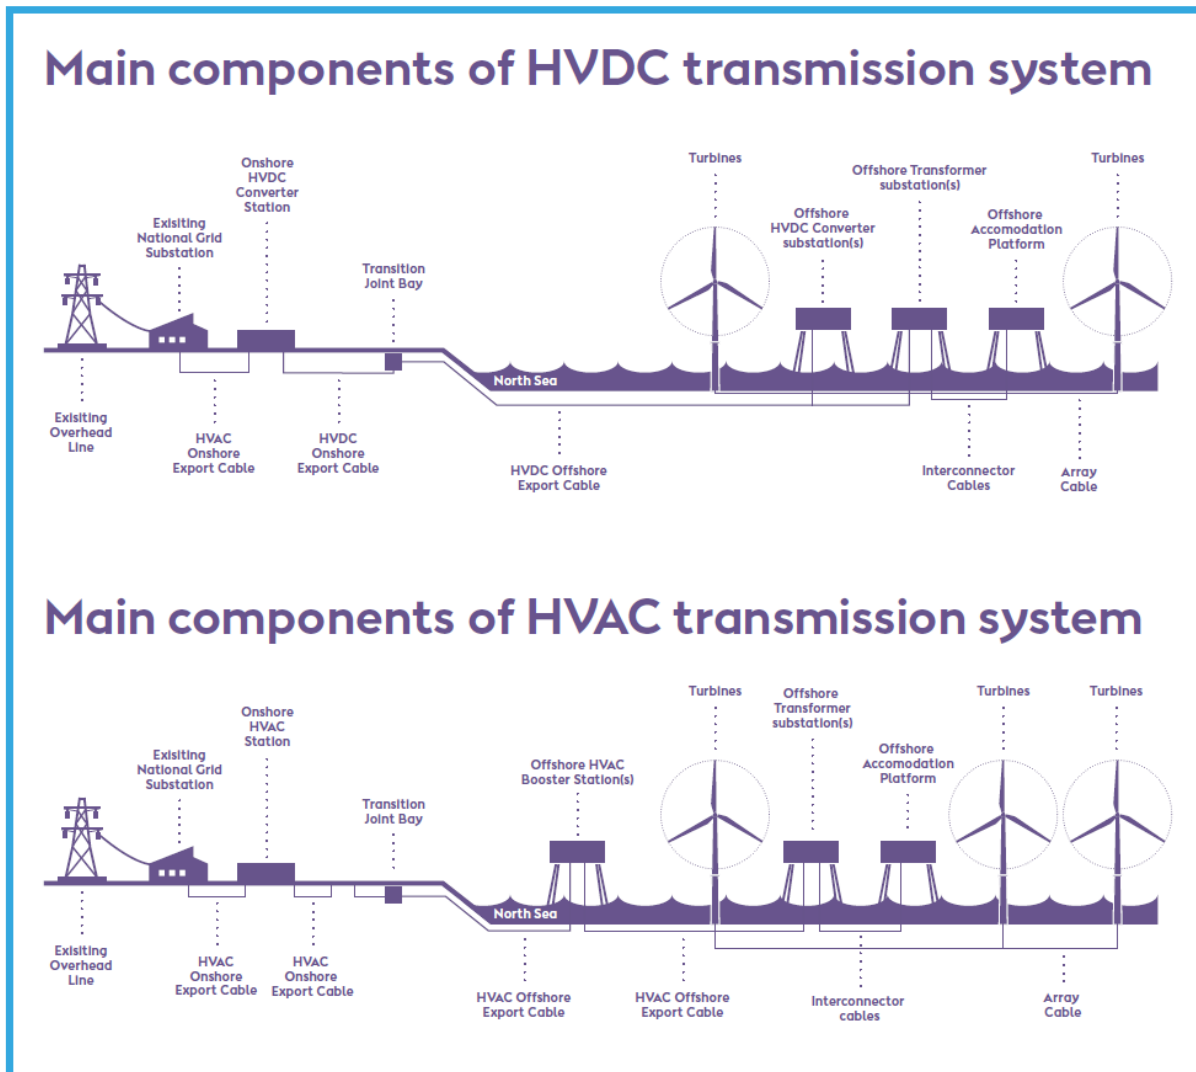 Main components of HVDC transmission system
Turbines
Offshore Transformer
substation(s)
Turbines
Onshore
HVDC
Converter
Station
Offshore
HVDC Converter
substation(s)
Offshore
Accomodation
Platform
Exisiting
National Grid
Substation
Transition
Joint Bay
North Sea
Exisiting
Overhead
Line
HVAC
Onshore
Export Cable
HVDC
Onshore
Export Cable
HVDC Offshore
Export Cable
Interconnector
Cables
Array
Cable
Main components of HVAC transmission system
Turbines
Offshore
Transformer
substation(s)
Turbines
Turbines
Onshore
HVAC
Station
Exisiting
National Grid
Substation
Offshore HVAC
Booster Station(s)
Offshore
Accomodation
Platform
Transition
Joint Bay
North Sea
Exisiting
Overhead
Line
HVAC
Onshore
Export Cable
HVAC
Onshore
Export Cable
HVAC Offshore
Export Cable
HVAC Offshore
Export Cable
Interconnector
cables
Array
Cable